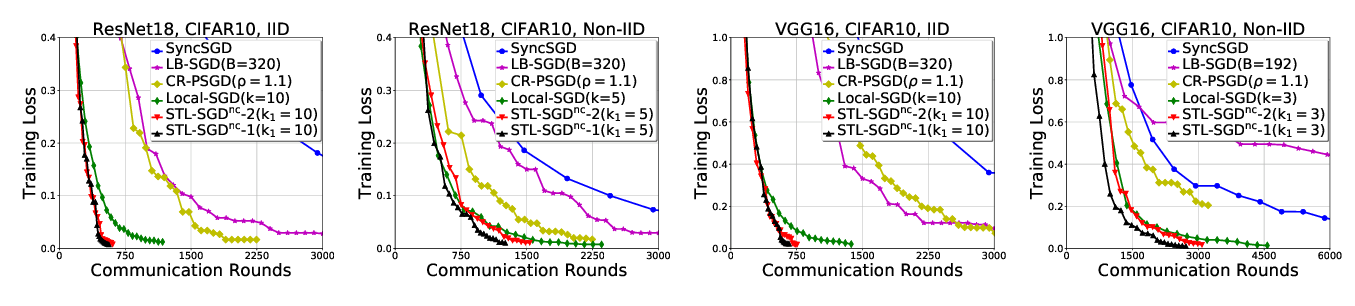 ResNet18, CIFAR10, IID
Training Loss
0.4
0.3
0.2
0.1
0.0
SyncSGD
LB-SGD(B=320)
CR-PSGD(ρ = 1.1)
Local-SGD(k=10)
STL-SGDⁿᶜ-2(k₁ = 10)
STL-SGDⁿᶜ-1(k₁ = 10)
0 750 1500 2250 3000
Communication Rounds
ResNet18, CIFAR10, Non-IID
Training Loss
0.4
0.3
0.2
0.1
0.0
SyncSGD
LB-SGD(B=320)
CR-PSGD(ρ = 1.1)
Local-SGD(k=5)
STL-SGDⁿᶜ-2(k₁ = 5)
STL-SGDⁿᶜ-1(k₁ = 5)
0 750 1500 2250 3000
Communication Rounds
VGG16, CIFAR10, IID
Training Loss
1.0
0.8
0.6
0.4
0.2
0.0
SyncSGD
LB-SGD(B=320)
CR-PSGD(ρ = 1.1)
Local-SGD(k=10)
STL-SGDⁿᶜ-2(k₁ = 10)
STL-SGDⁿᶜ-1(k₁ = 10)
0 750 1500 2250 3000
Communication Rounds
VGG16, CIFAR10, Non-IID
Training Loss
1.0
0.8
0.6
0.4
0.2
0.0
SyncSGD
LB-SGD(B=192)
CR-PSGD(ρ = 1.1)
Local-SGD(k=3)
STL-SGDⁿᶜ-2(k₁ = 3)
STL-SGDⁿᶜ-1(k₁ = 3)
0 1500 3000 4500 6000
Communication Rounds